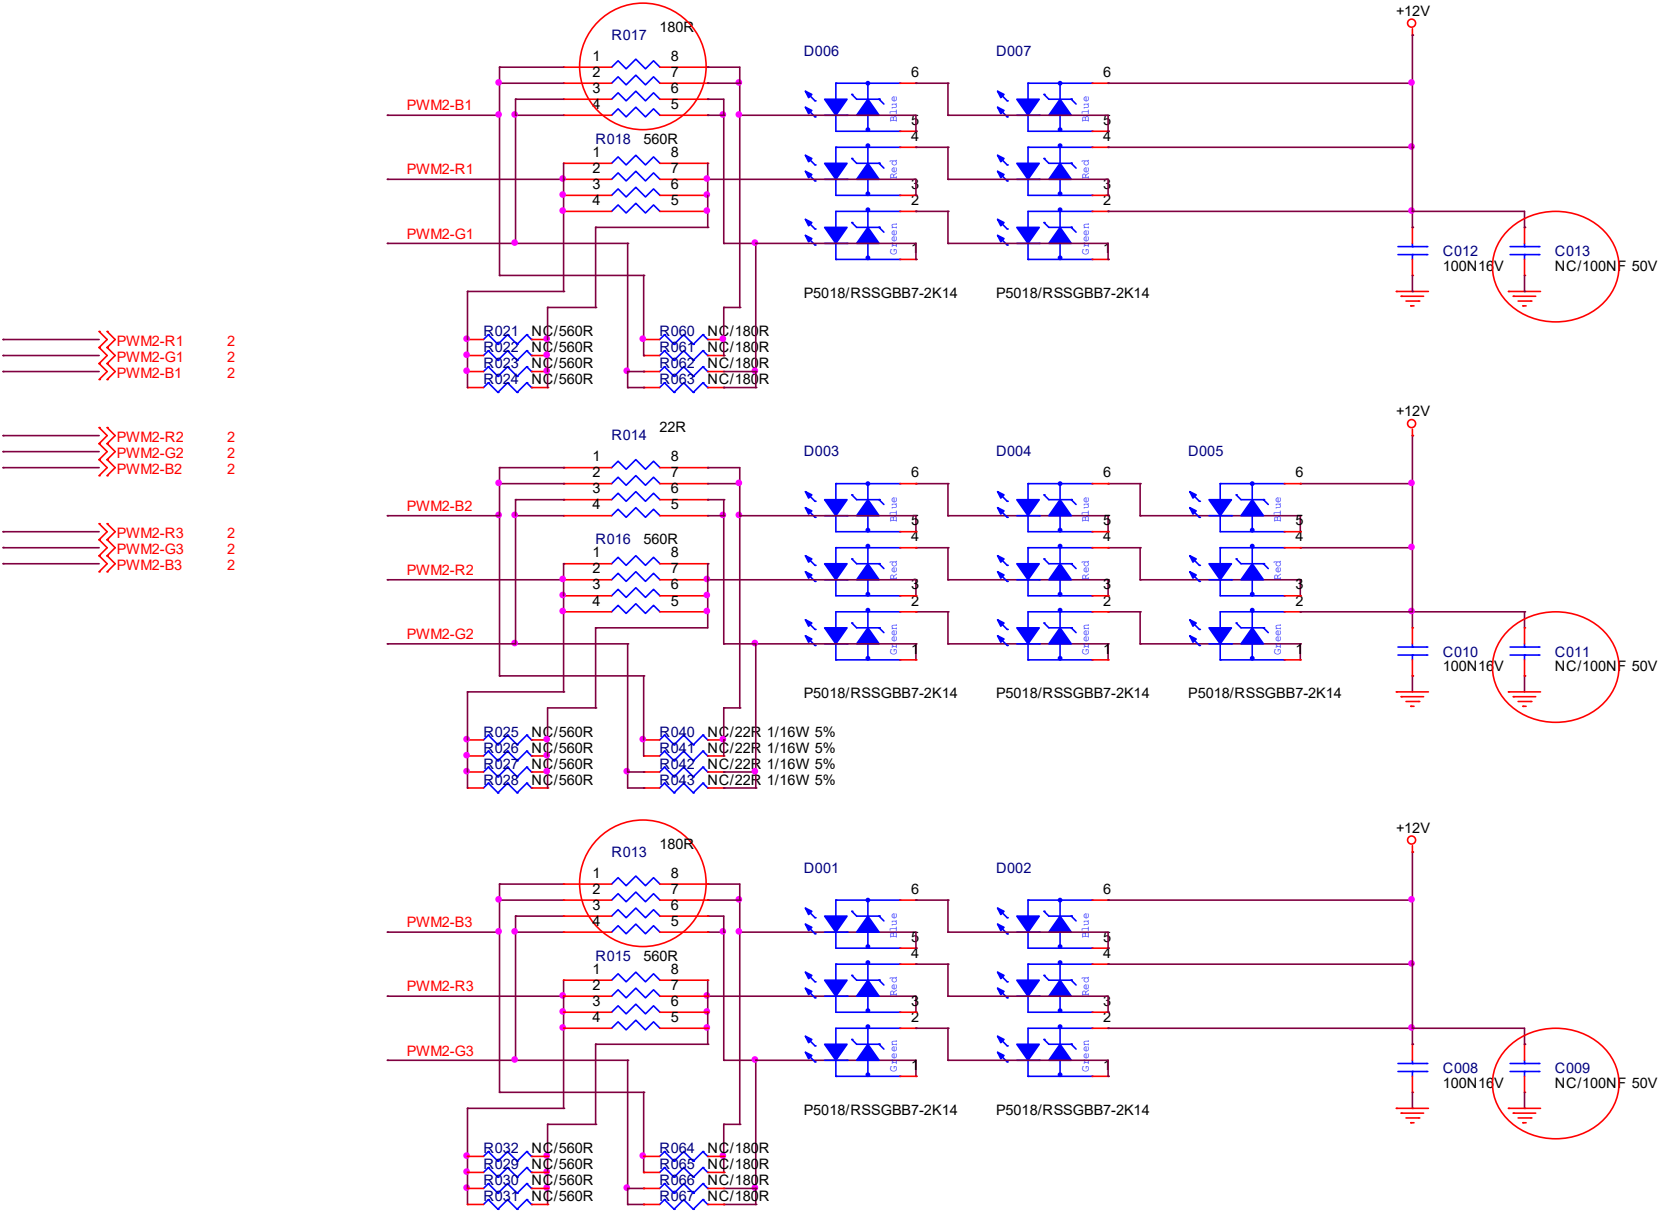 +12V
R017 180R
1 8
2 7
3 6
4 5
D006 D007
6 6
PWM2-B1
Blue Blue
5 5
4 4
R018 560R
1 8
2 7
3 6
4 5
PWM2-R1
Red Red
3 3
2 2
PWM2-G1
Green Green
1 1
C012 C013
100N16V NC/100NF 50V
P5018/RSSGBB7-2K14 P5018/RSSGBB7-2K14
R021 NC/560R R060 NC/180R
R022 NC/560R R061 NC/180R
R023 NC/560R R062 NC/180R
R024 NC/560R R063 NC/180R
PWM2-R1 2
PWM2-G1 2
PWM2-B1 2
PWM2-R2 2
PWM2-G2 2
PWM2-B2 2
PWM2-R3 2
PWM2-G3 2
PWM2-B3 2
+12V
R014 22R
1 8
2 7
3 6
4 5
D003 D004 D005
6 6 6
PWM2-B2
Blue Blue Blue
5 5 5
4 4 4
R016 560R
1 8
2 7
3 6
4 5
PWM2-R2
Red Red Red
3 3 3
2 2 2
PWM2-G2
Green Green Green
1 1 1
C010 C011
100N16V NC/100NF 50V
P5018/RSSGBB7-2K14 P5018/RSSGBB7-2K14 P5018/RSSGBB7-2K14
R025 NC/560R R040 NC/22R 1/16W 5%
R026 NC/560R R041 NC/22R 1/16W 5%
R027 NC/560R R042 NC/22R 1/16W 5%
R028 NC/560R R043 NC/22R 1/16W 5%
+12V
R013 180R
1 8
2 7
3 6
4 5
D001 D002
6 6
PWM2-B3
Blue Blue
5 5
4 4
R015 560R
1 8
2 7
3 6
4 5
PWM2-R3
Red Red
3 3
2 2
PWM2-G3
Green Green
1 1
C008 C009
100N16V NC/100NF 50V
P5018/RSSGBB7-2K14 P5018/RSSGBB7-2K14
R032 NC/560R R064 NC/180R
R029 NC/560R R065 NC/180R
R030 NC/560R R066 NC/180R
R031 NC/560R R067 NC/180R